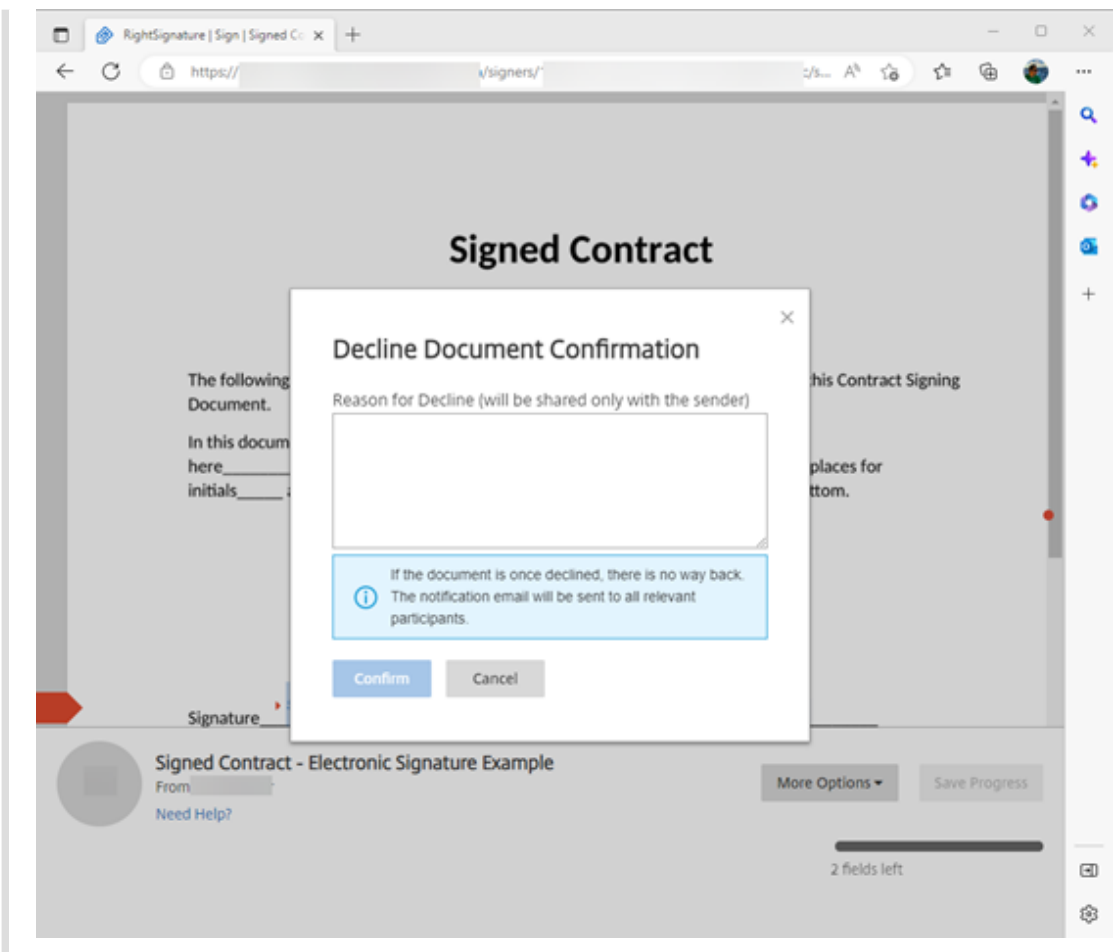 RightSignature | Sign | Signed Co
https://
/signers/
Signed Contract
Decline Document Confirmation
The following
his Contract Signing
Document.
Reason for Decline (will be shared only with the sender)
In this docum
here
places for
initials
ttom.
If the document is once declined, there is no way back.
The notification email will be sent to all relevant
participants.
Confirm Cancel
Signature
Signed Contract - Electronic Signature Example
From
More Options Save Progress
Need Help?
2 fields left